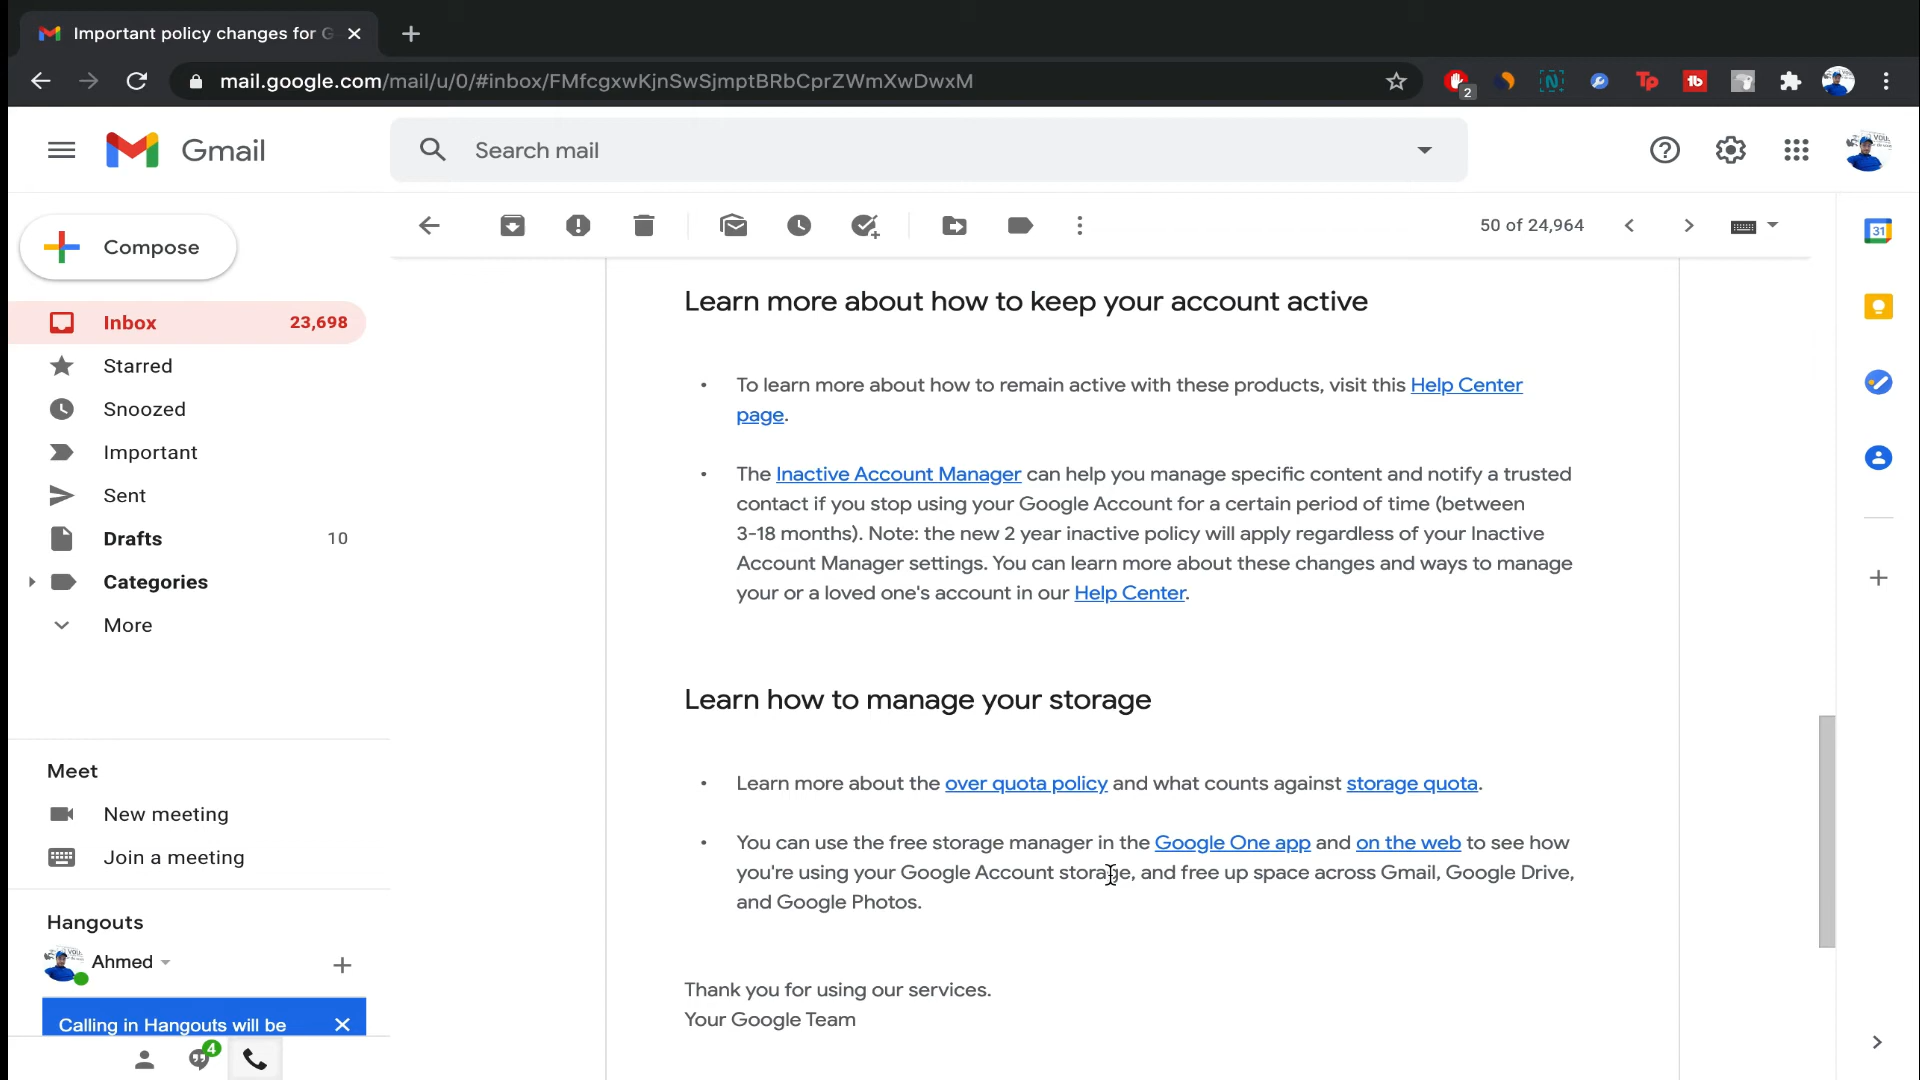 Important policy changes for G
mail.google.com/mail/u/0/#inbox/FMfcgxwKjnSwSjmptBRbCprZWmXwDwxM
2
Tp
Gmail
Search mail
50 of 24,964
31
Compose
Inbox 23,698
Starred
Snoozed
Important
Sent
Drafts 10
Categories
More
Meet
New meeting
Join a meeting
Hangouts
Ahmed
Calling in Hangouts will be
4
Learn more about how to keep your account active
• To learn more about how to remain active with these products, visit this Help Center
page.
• The Inactive Account Manager can help you manage specific content and notify a trusted
contact if you stop using your Google Account for a certain period of time (between
3-18 months). Note: the new 2 year inactive policy will apply regardless of your Inactive
Account Manager settings. You can learn more about these changes and ways to manage
your or a loved one's account in our Help Center.
Learn how to manage your storage
• Learn more about the over quota policy and what counts against storage quota.
• You can use the free storage manager in the Google One app and on the web to see how
you're using your Google Account storage, and free up space across Gmail, Google Drive,
and Google Photos.
Thank you for using our services.
Your Google Team